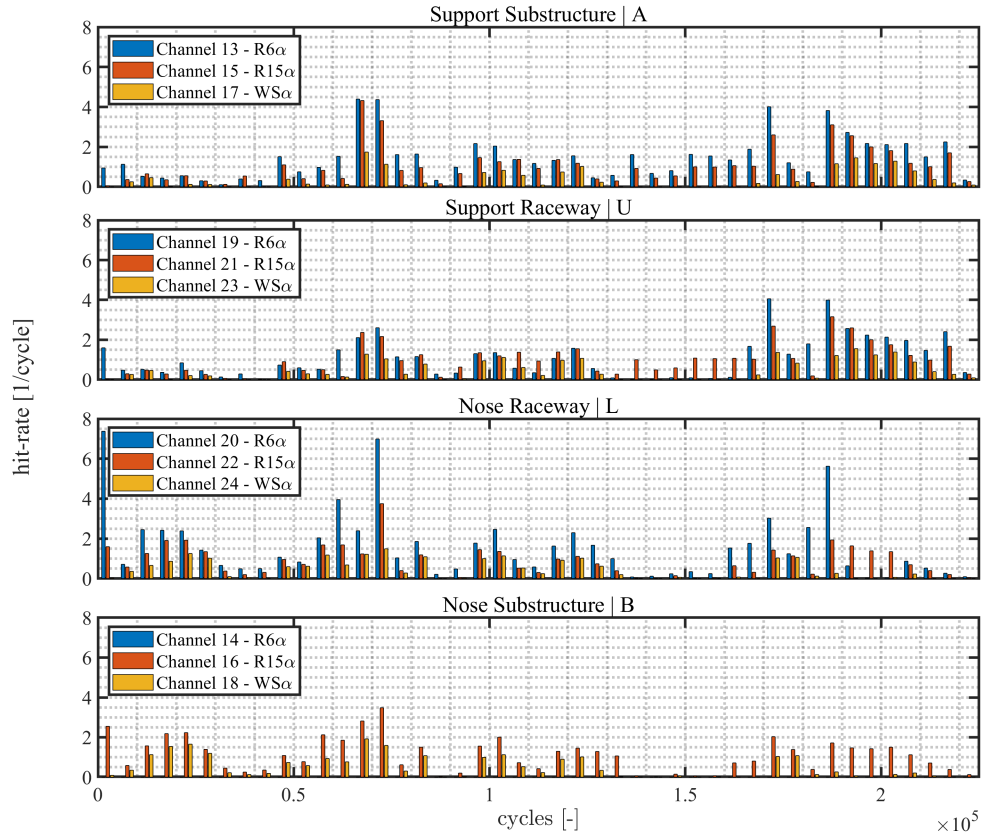 Support Substructure | A
8
6
4
2
0
Channel 13 - R6α
Channel 15 - R15α
Channel 17 - WSα
Support Raceway | U
8
6
4
2
0
Channel 19 - R6α
Channel 21 - R15α
Channel 23 - WSα
hit-rate [1/cycle]
Nose Raceway | L
8
6
4
2
0
Channel 20 - R6α
Channel 22 - R15α
Channel 24 - WSα
Nose Substructure | B
8
6
4
2
0
Channel 14 - R6α
Channel 16 - R15α
Channel 18 - WSα
0 0.5 1 1.5 2
cycles [-]
×10⁵